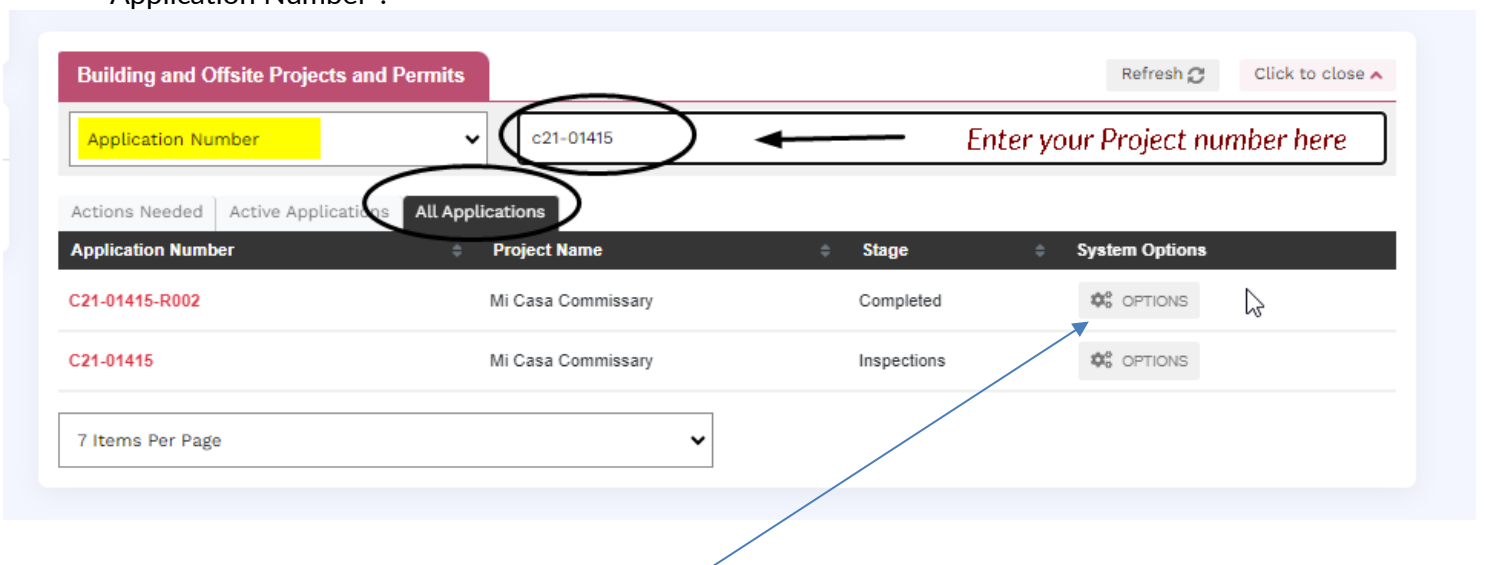 Application Number".
Building and Offsite Projects and Permits Refresh Click to close
Application Number c21-01415 Enter your Project number here
Actions Needed Active Applications All Applications
Application Number Project Name Stage System Options
C21-01415-R002 Mi Casa Commissary Completed OPTIONS
C21-01415 Mi Casa Commissary Inspections OPTIONS
7 Items Per Page